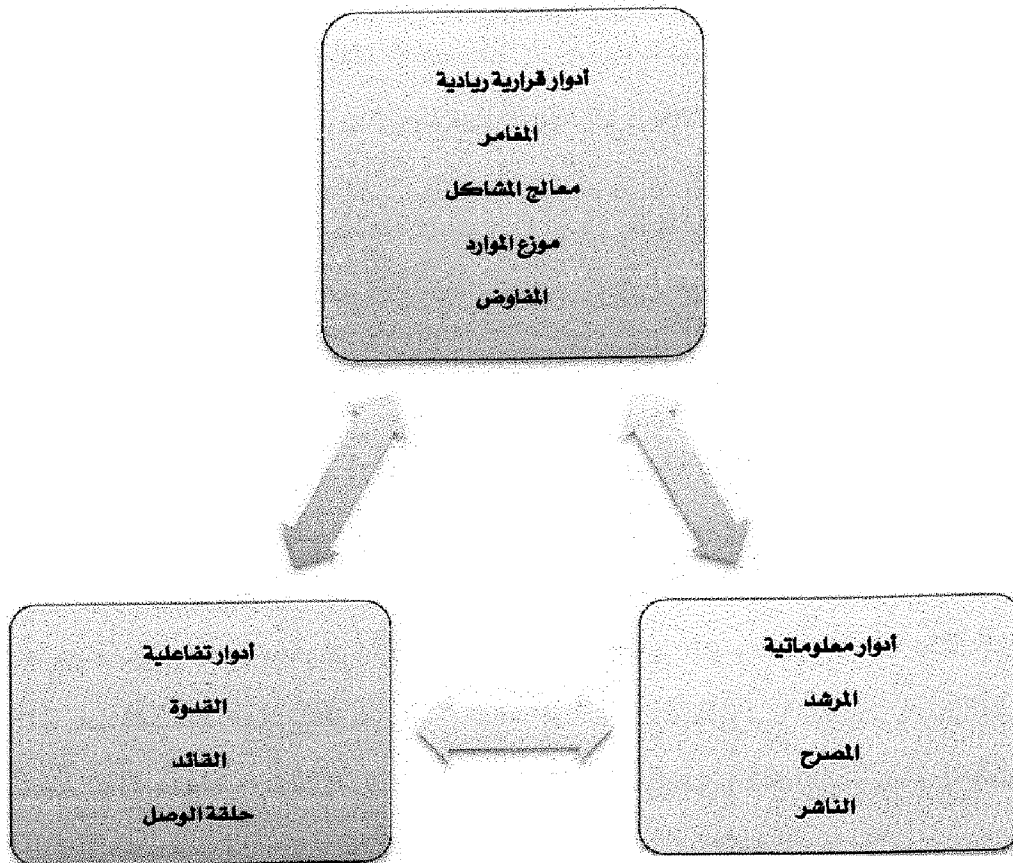 أدوار قرارية ريادية
المغامر
معالج المشاكل
موزع الموارد
المفاوض
أدوار معلوماتية
المرشد
المصرح
الناشر
أدوار تفاعلية
القدوة
القائد
حلقة الوصل